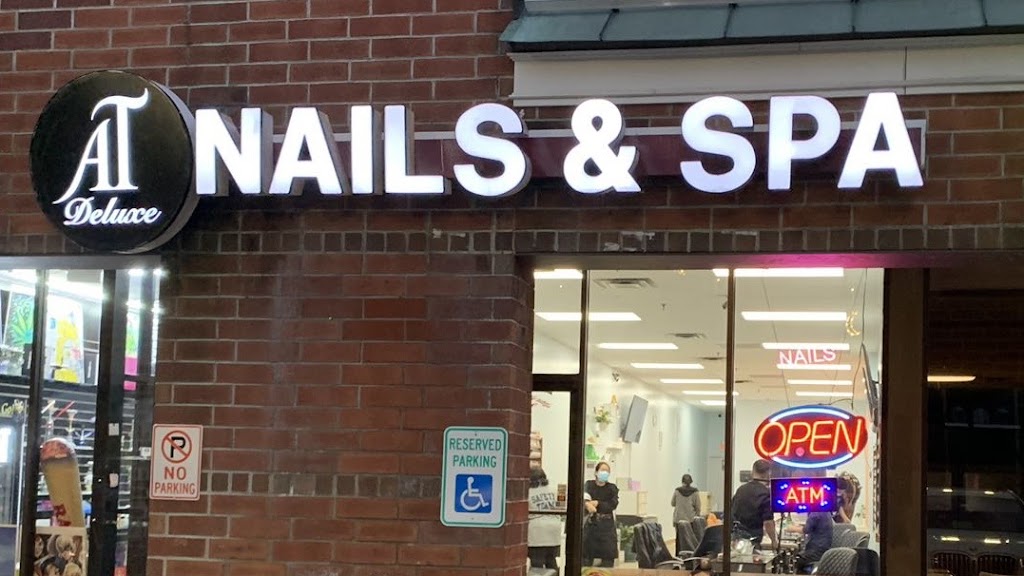 AT
Deluxe
NAILS & SPA
NAILS
OPEN
ATM
P
NO
PARKING
RESERVED
PARKING